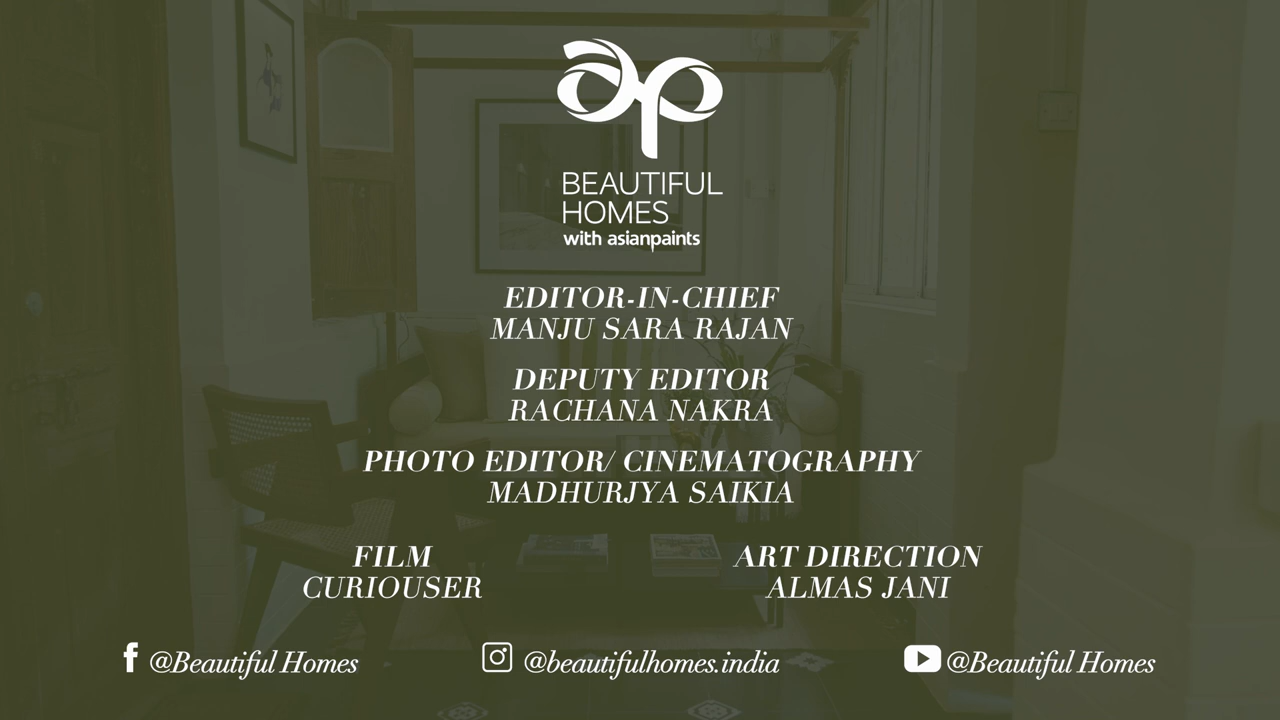 ap
BEAUTIFUL
HOMES
with asianpaints
EDITOR-IN-CHIEF
MANJU SARA RAJAN
DEPUTY EDITOR
RACHANA NAKRA
PHOTO EDITOR/ CINEMATOGRAPHY
MADHURJYA SAIKIA
FILM
CURIOUSER
ART DIRECTION
ALMAS JANI
@Beautiful Homes
@beautifulhomes.india
@Beautiful Homes